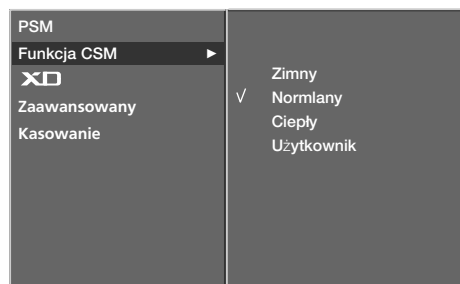 PSM
Funkcja CSM ►
XD
Zaawansowany
Kasowanie
Zimny
√ Normlany
Ciepły
Użytkownik